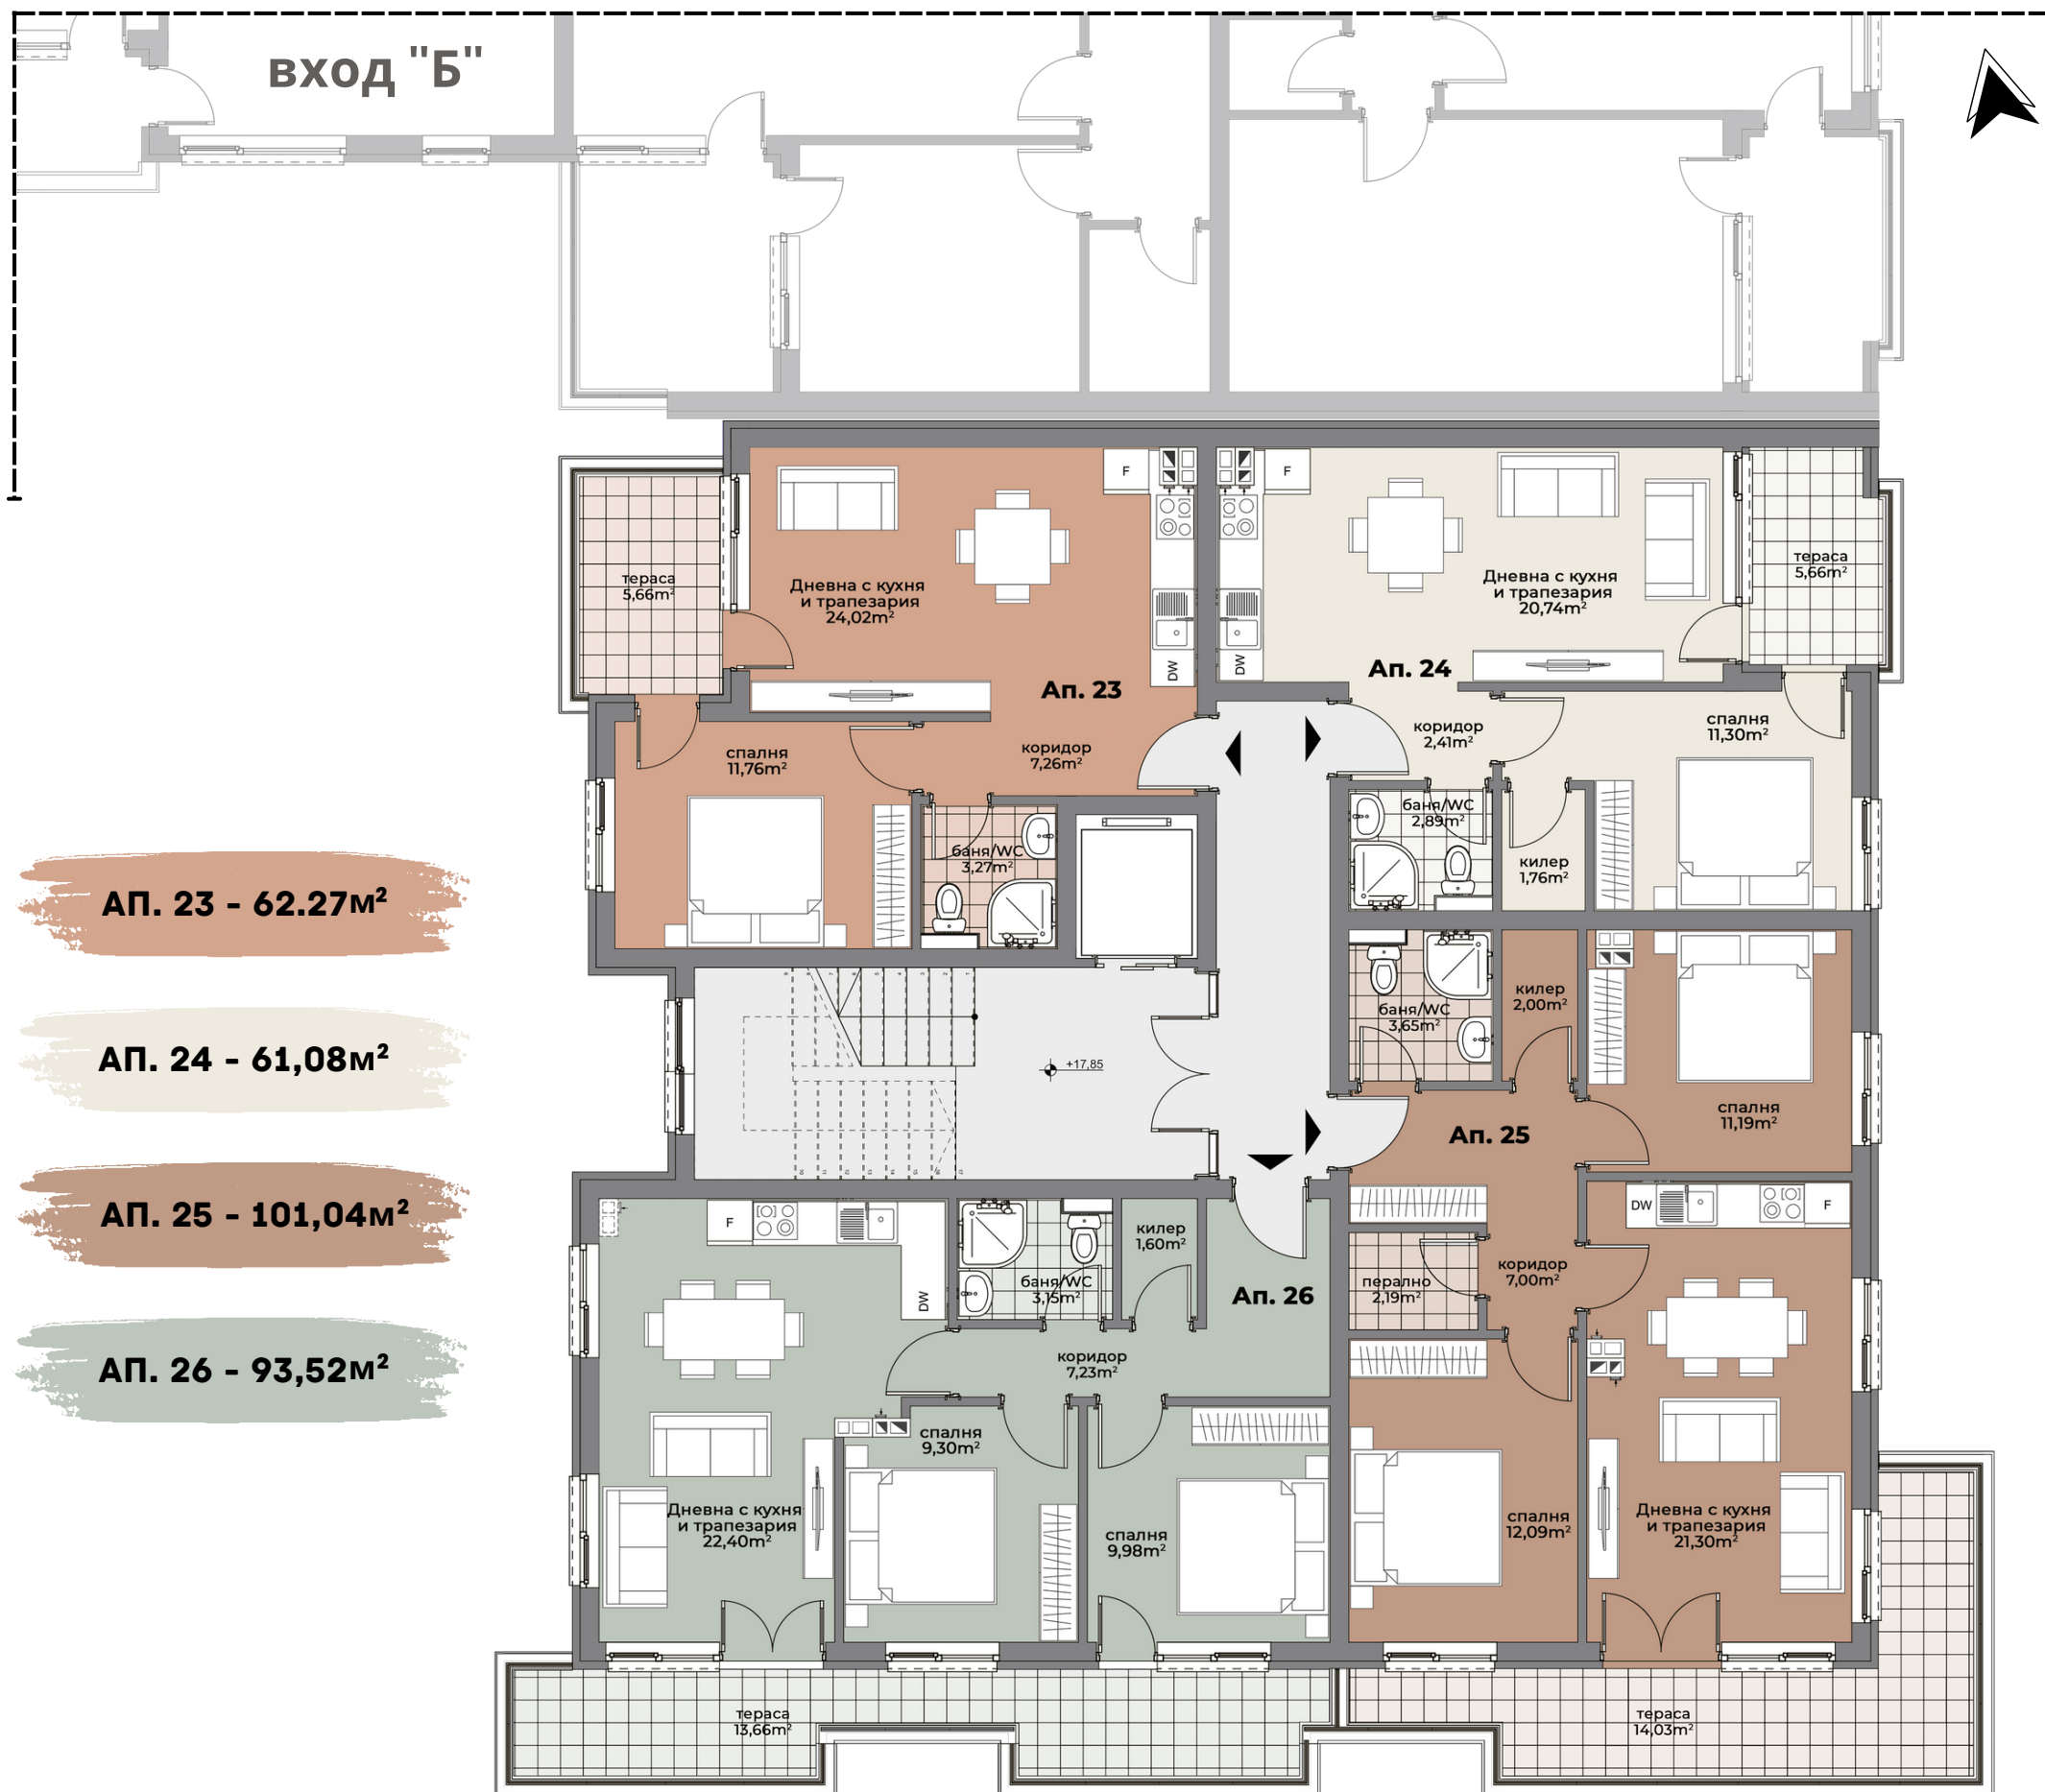 вход "Б"
F
F
тераса
5,66m²
Дневна с кухня
и трапезария
24,02m²
DW
Ап. 23
DW
Дневна с кухня
и трапезария
20,74m²
Ап. 24
тераса
5,66m²
спалня
11,76m²
коридор
7,26m²
коридор
2,41m²
спалня
11,30m²
баня/WC
3,27m²
баня/WC
2,89m²
килер
1,76m²
АП. 23 - 62.27м²
АП. 24 - 61,08м²
АП. 25 - 101,04м²
АП. 26 - 93,52м²
+17,85
баня/WC
3,65m²
килер
2,00m²
спалня
11,19m²
Ап. 25
F
DW
баня/WC
3,15m²
килер
1,60m²
Ап. 26
перално
2,19m²
коридор
7,00m²
DW
F
коридор
7,23m²
спалня
9,30m²
Дневна с кухня
и трапезария
22,40m²
спалня
9,98m²
спалня
12,09m²
Дневна с кухня
и трапезария
21,30m²
тераса
13,66m²
тераса
14,03m²